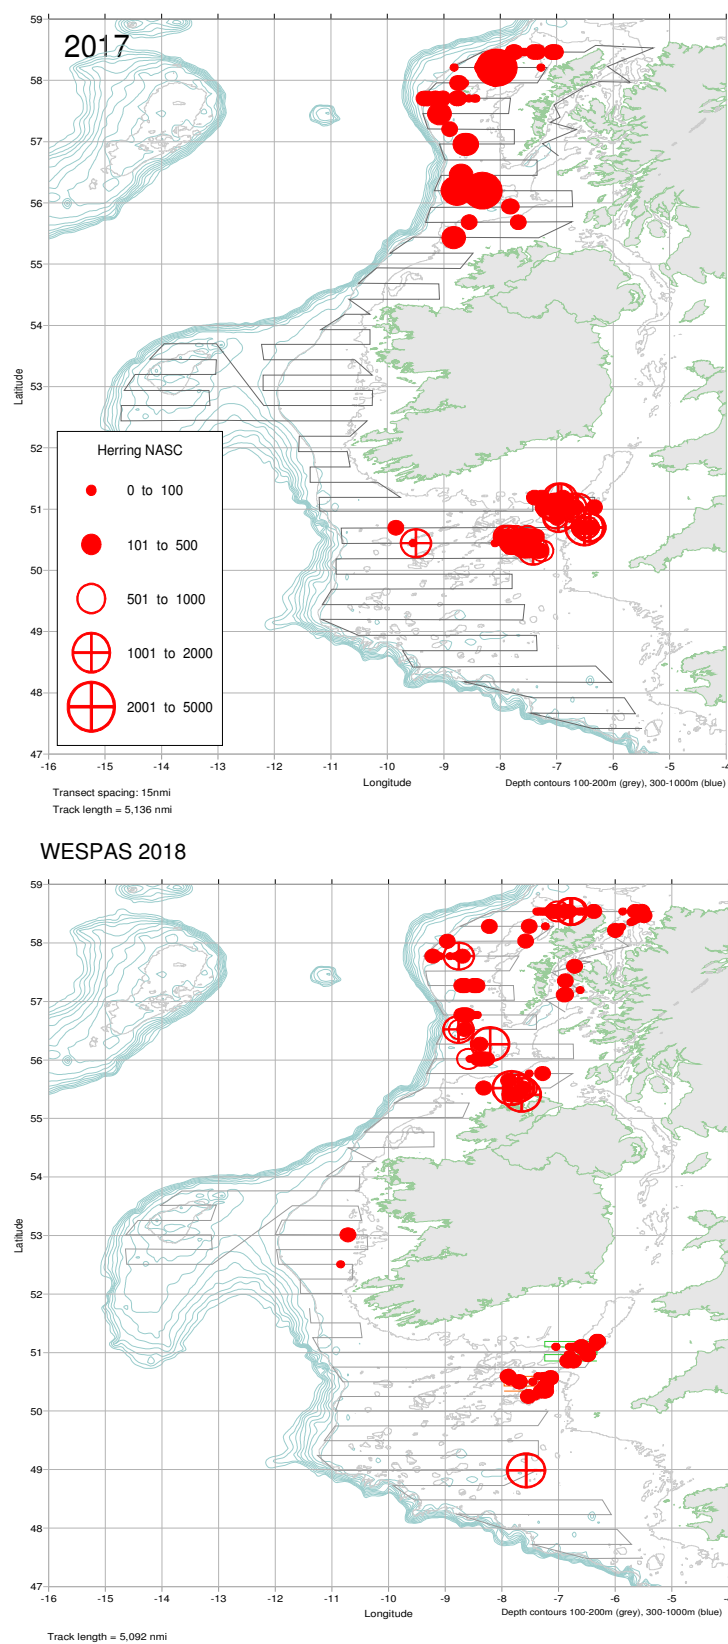 2017
59
58
57
56
55
54
53
52
51
50
49
48
47
Latitude
Herring NASC
0 to 100
101 to 500
501 to 1000
1001 to 2000
2001 to 5000
-16 -15 -14 -13 -12 -11 -10 -9 -8 -7 -6 -5 -4
Longitude
Depth contours 100-200m (grey), 300-1000m (blue)
Transect spacing: 15nmi
Track length = 5,136 nmi
WESPAS 2018
59
58
57
56
55
54
53
52
51
50
49
48
47
Latitude
-16 -15 -14 -13 -12 -11 -10 -9 -8 -7 -6 -5
Longitude
Depth contours 100-200m (grey), 300-1000m (blue)
Track length = 5,092 nmi